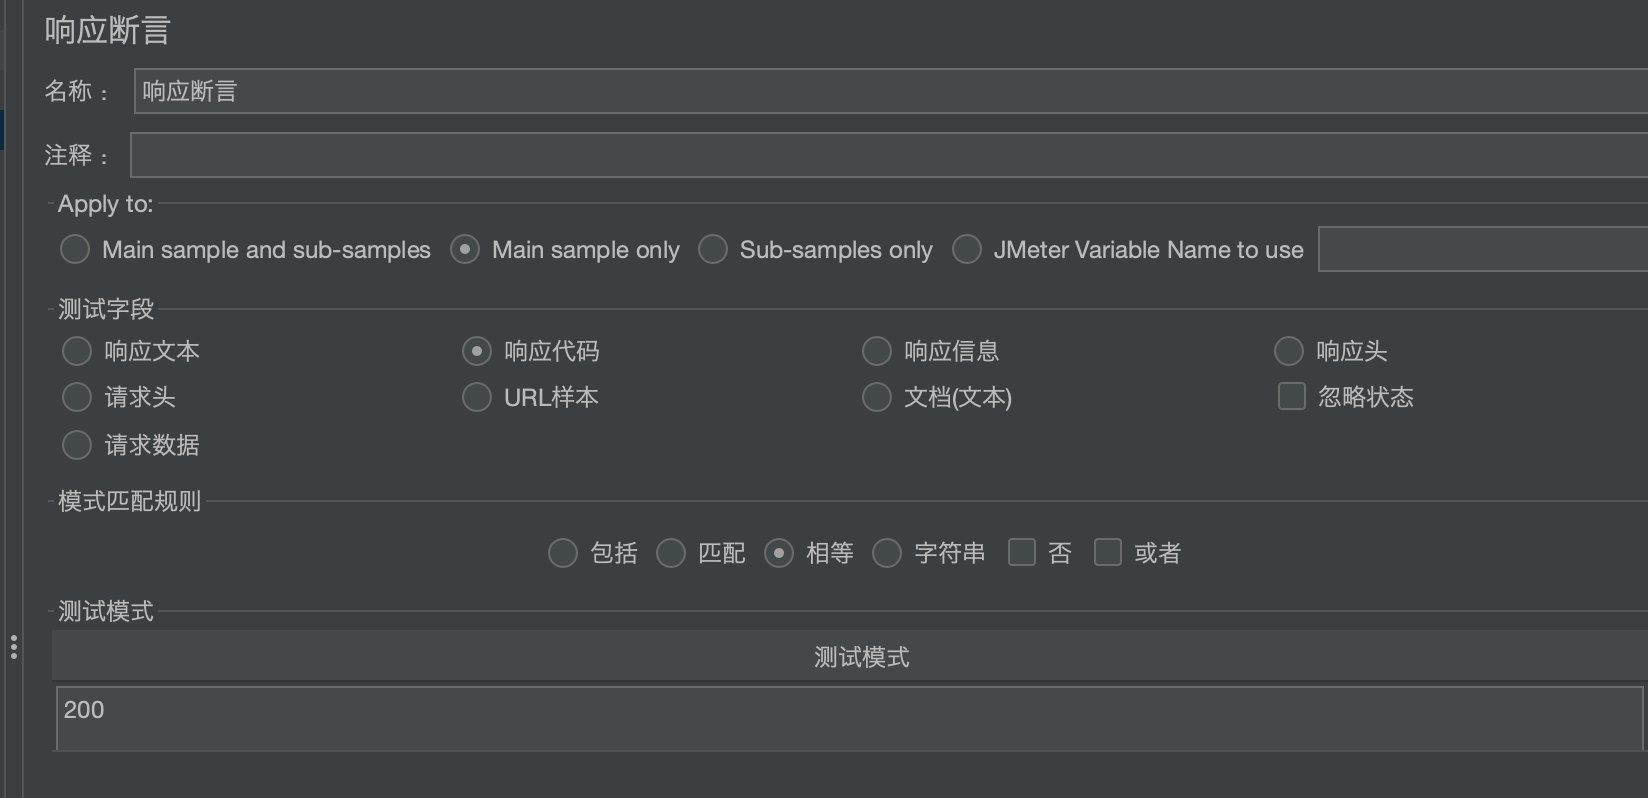 响应断言
名称： 响应断言
注释：
Apply to:
Main sample and sub-samples Main sample only Sub-samples only JMeter Variable Name to use
测试字段
响应文本 响应代码 响应信息 响应头
请求头 URL样本 文档(文本) 忽略状态
请求数据
模式匹配规则
包括 匹配 相等 字符串 否 或者
测试模式
测试模式
200